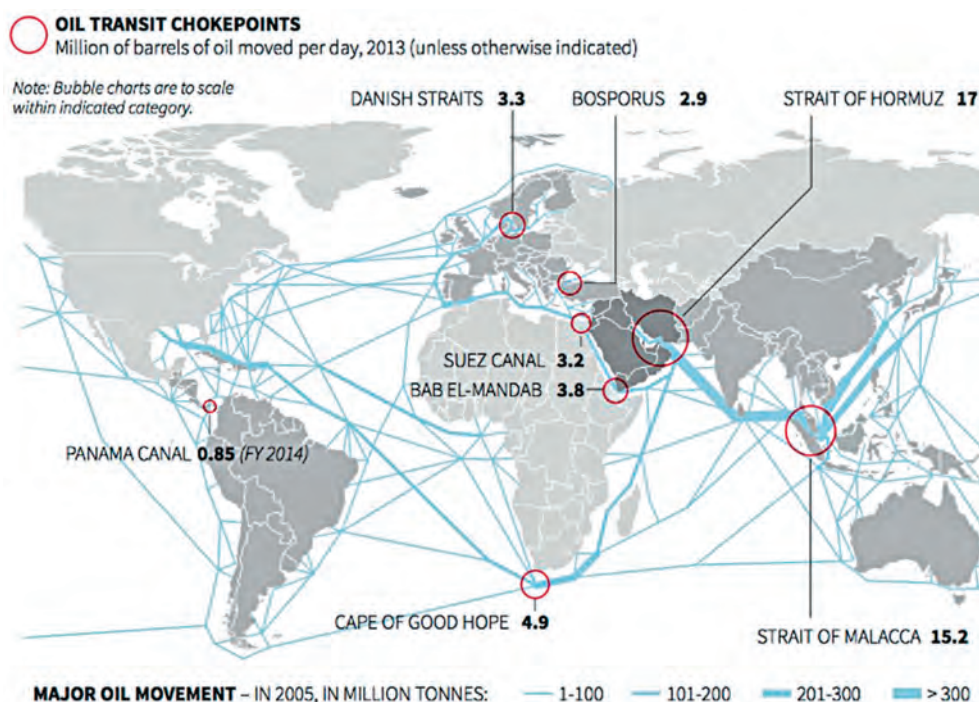 OIL TRANSIT CHOKEPOINTS
Million of barrels of oil moved per day, 2013 (unless otherwise indicated)
Note: Bubble charts are to scale
within indicated category.
DANISH STRAITS 3.3
BOSPORUS 2.9
STRAIT OF HORMUZ 17
SUEZ CANAL 3.2
BAB EL-MANDAB 3.8
PANAMA CANAL 0.85 (FY 2014)
CAPE OF GOOD HOPE 4.9
STRAIT OF MALACCA 15.2
MAJOR OIL MOVEMENT – IN 2005, IN MILLION TONNES: 1-100 101-200 201-300 > 300